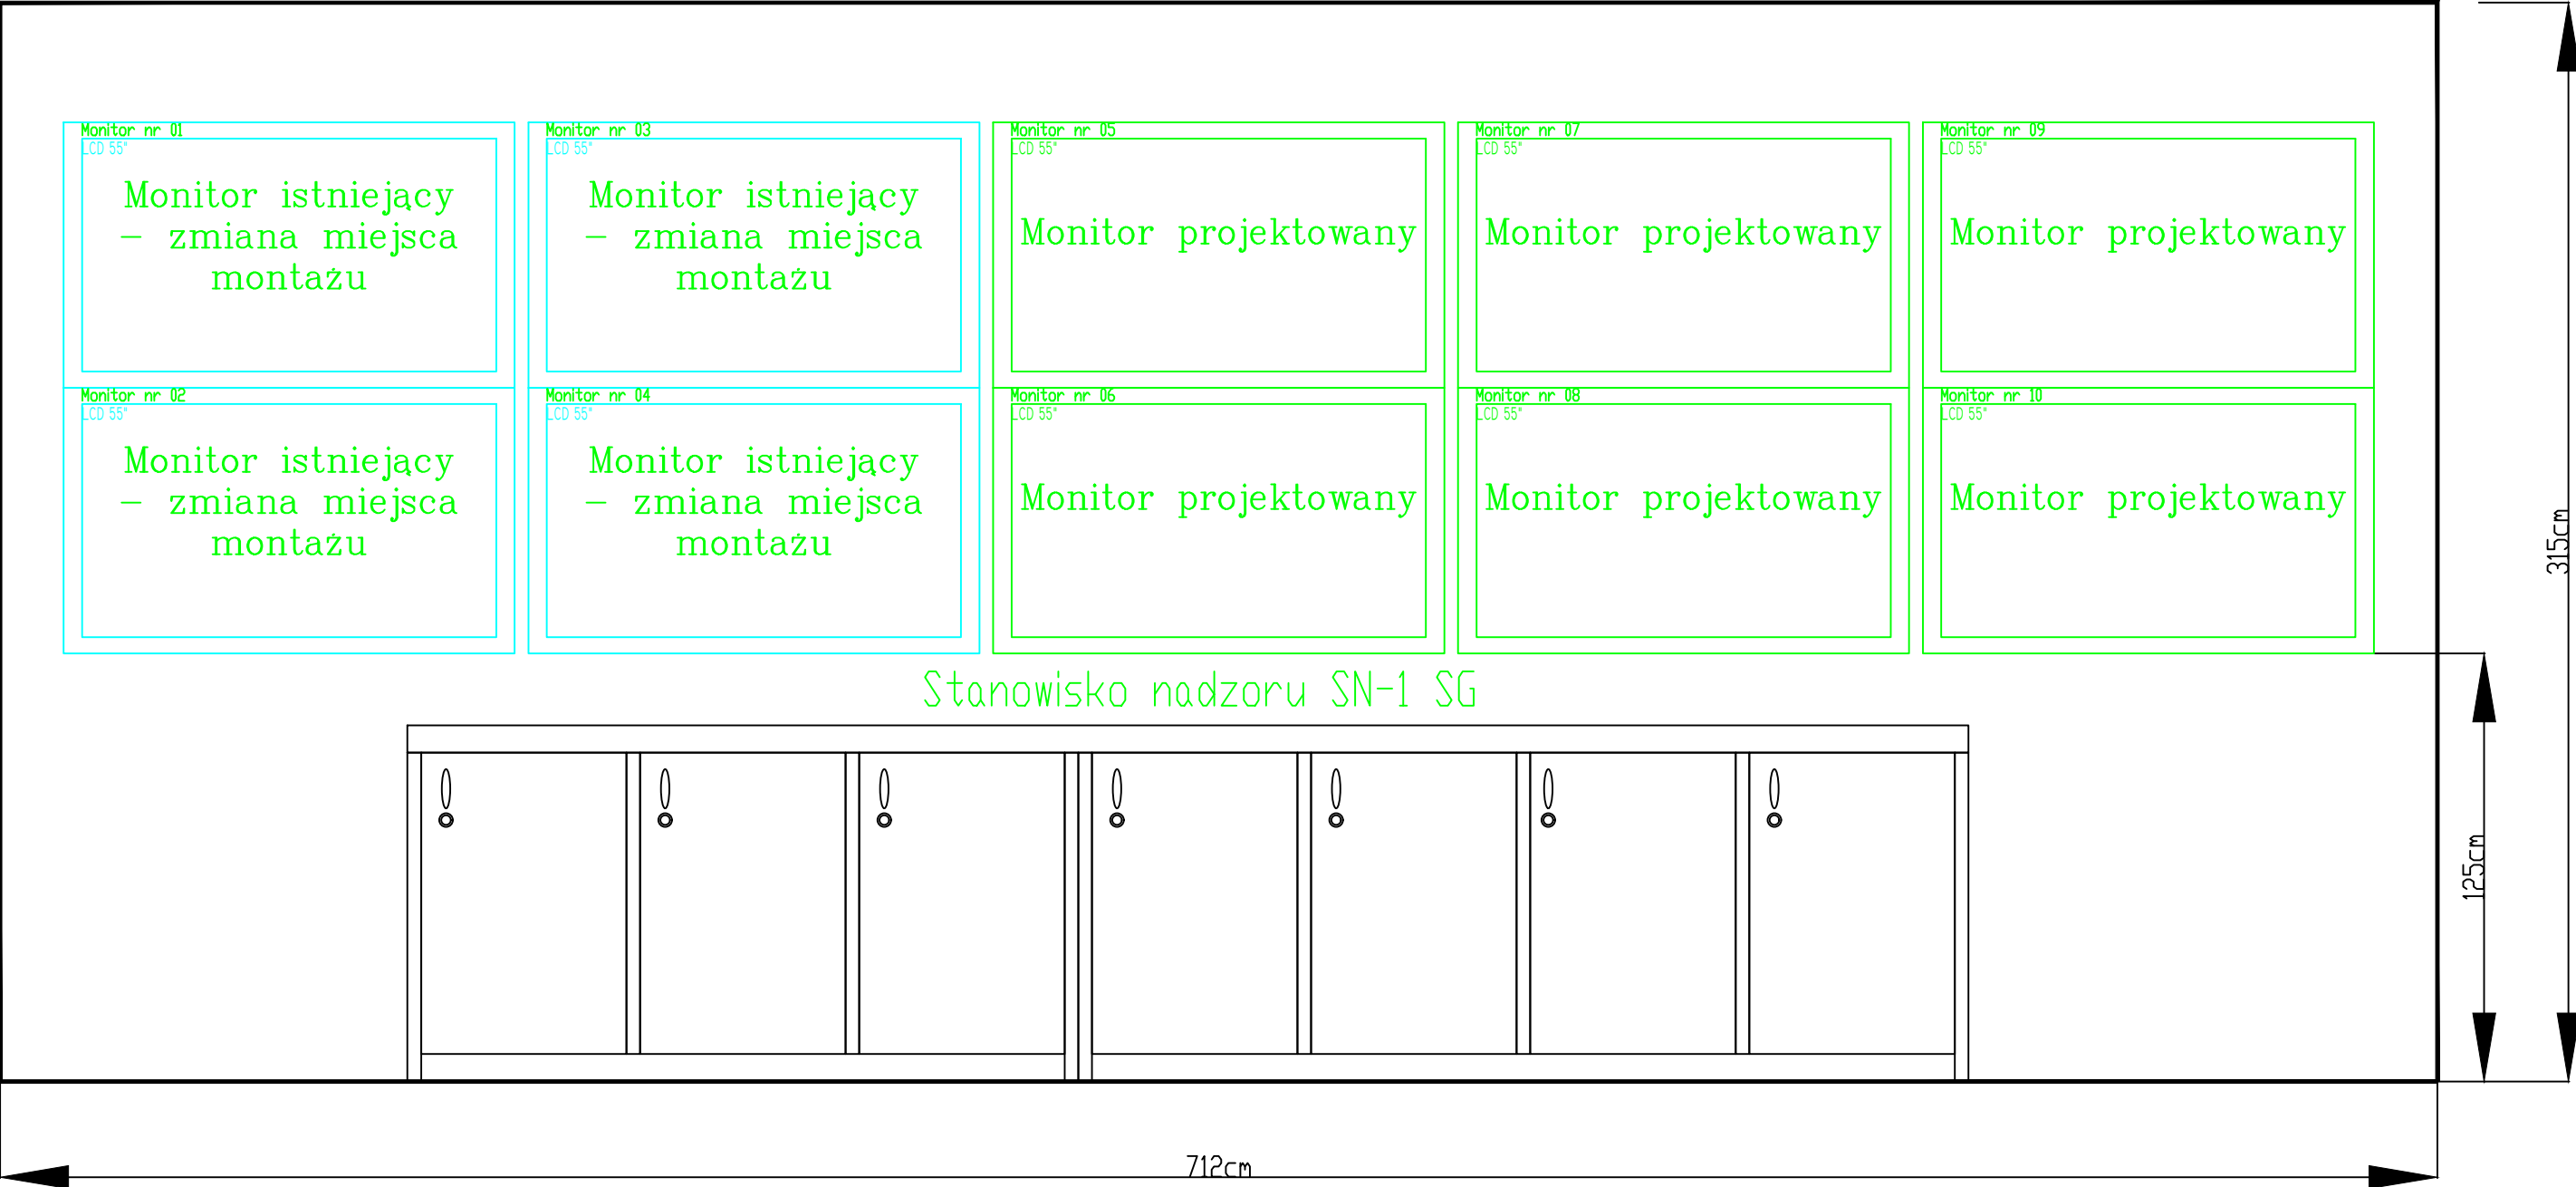 Monitor nr 01
LCD 55"
Monitor istniejący
- zmiana miejsca
montażu
Monitor nr 03
LCD 55"
Monitor istniejący
- zmiana miejsca
montażu
Monitor nr 05
LCD 55"
Monitor projektowany
Monitor nr 07
LCD 55"
Monitor projektowany
Monitor nr 09
LCD 55"
Monitor projektowany
Monitor nr 02
LCD 55"
Monitor istniejący
- zmiana miejsca
montażu
Monitor nr 04
LCD 55"
Monitor istniejący
- zmiana miejsca
montażu
Monitor nr 06
LCD 55"
Monitor projektowany
Monitor nr 08
LCD 55"
Monitor projektowany
Monitor nr 10
LCD 55"
Monitor projektowany
Stanowisko nadzoru SN-1 SG
315cm
125cm
712cm